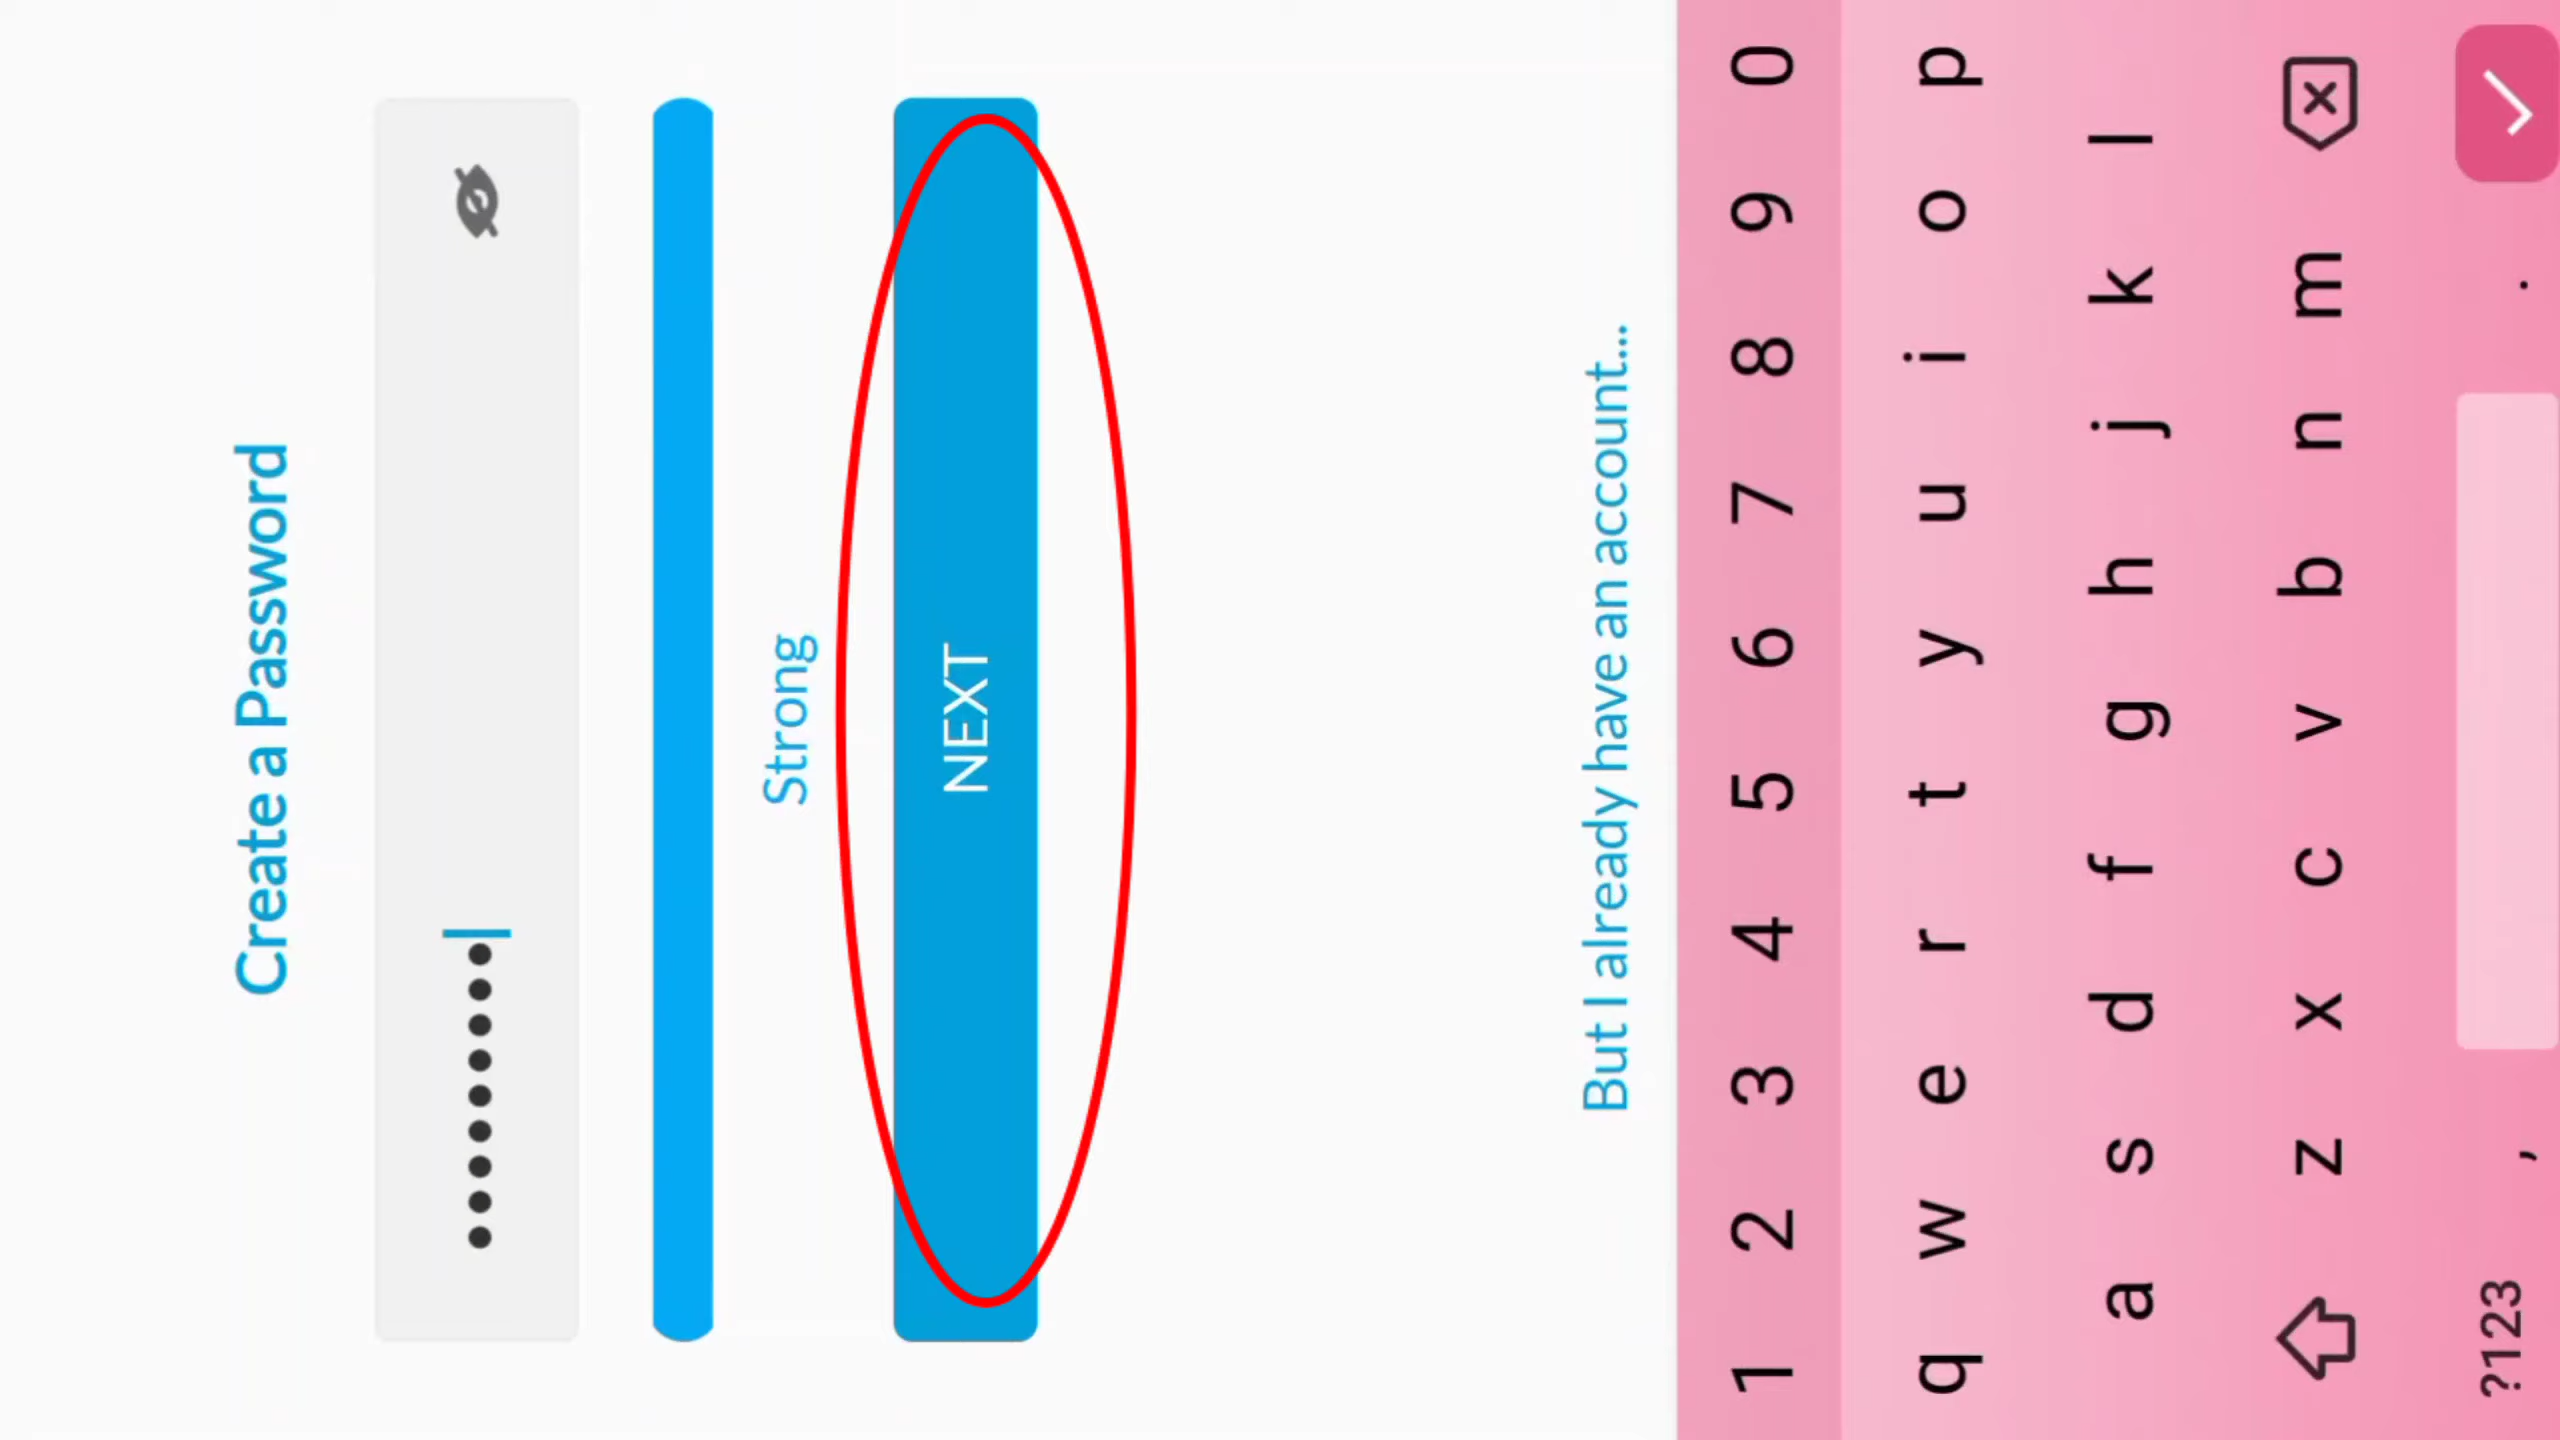 Create a Password
•••••••••
Strong
NEXT
But I already have an account...
1 2 3 4 5 6 7 8 9 0
q w e r t y u i o p
a s d f g h j k l
z x c v b n m
?123 , .